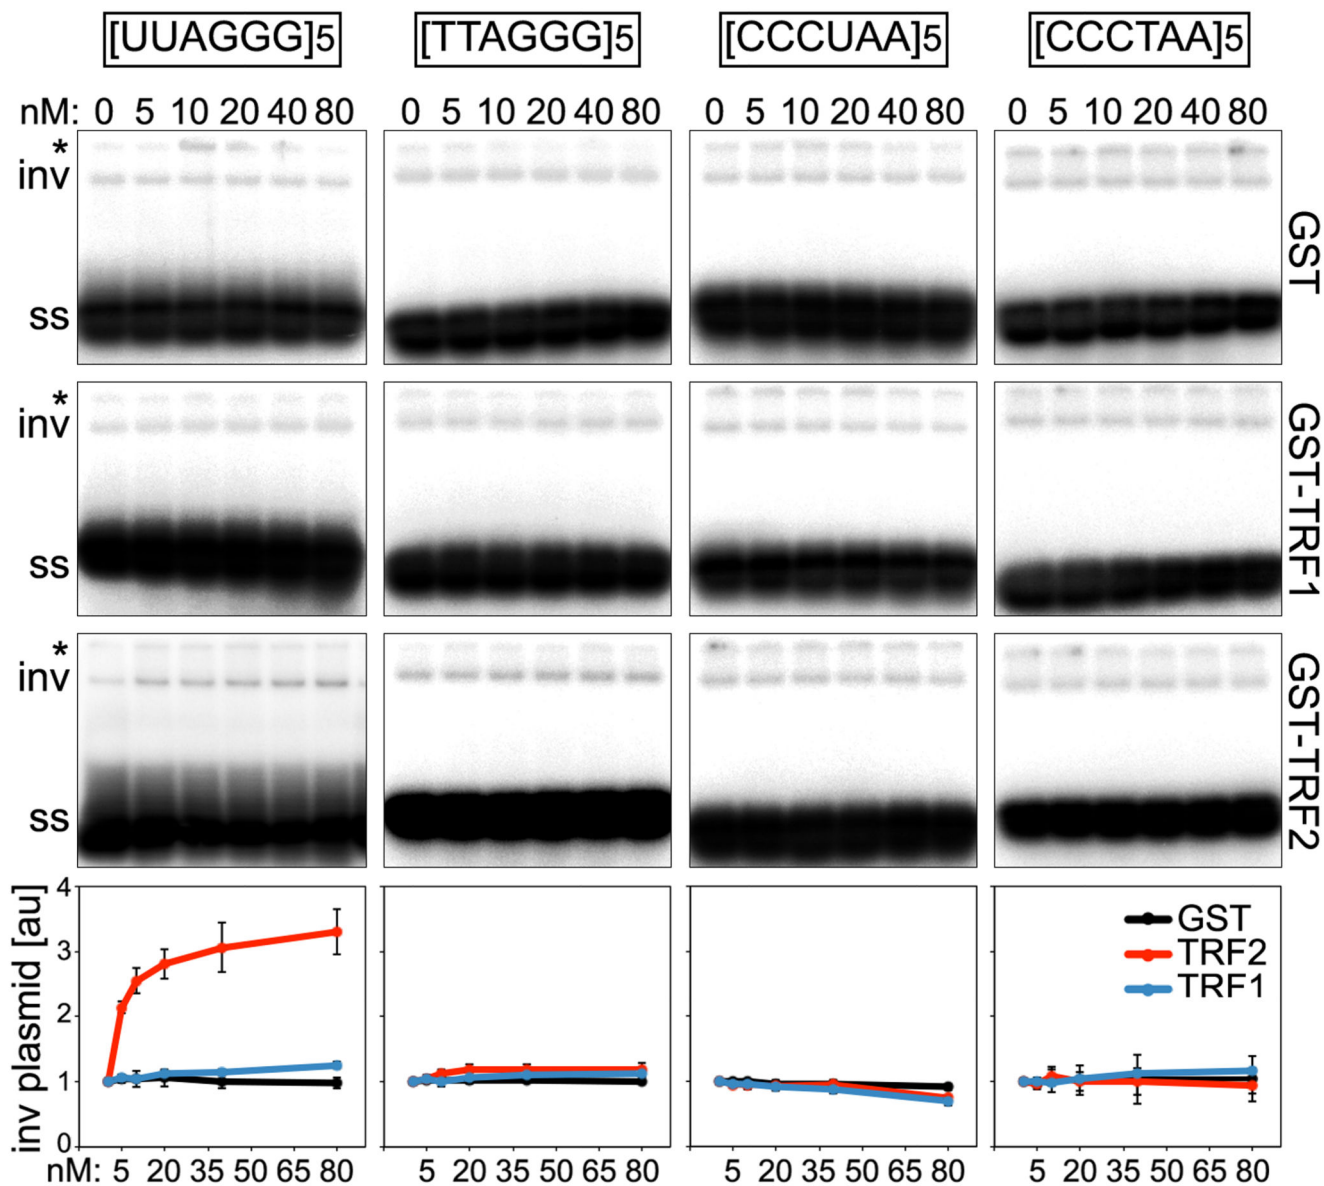 [UUAGGG]5 [TTAGGG]5 [CCCUAA]5 [CCCTAA]5
nM: 0 5 10 20 40 80 0 5 10 20 40 80 0 5 10 20 40 80 0 5 10 20 40 80
*
inv
ss
GST
*
inv
ss
GST-TRF1
*
inv
ss
GST-TRF2
inv plasmid [au]
4
3
2
1
0
GST
TRF2
TRF1
nM: 5 20 35 50 65 80 5 20 35 50 65 80 5 20 35 50 65 80 5 20 35 50 65 80